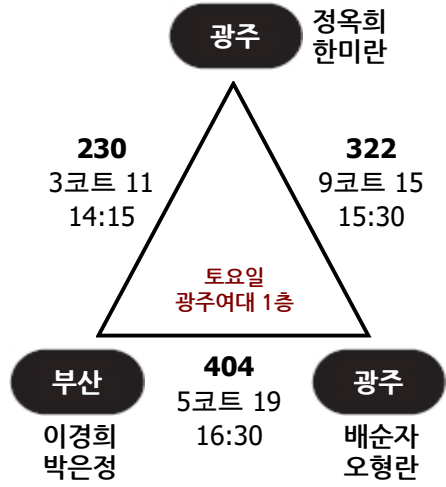 광주
정옥희
한미란
230
3코트 11
14:15
322
9코트 15
15:30
토요일
광주여대 1층
부산
이경희
박은정
404
5코트 19
16:30
광주
배순자
오형란